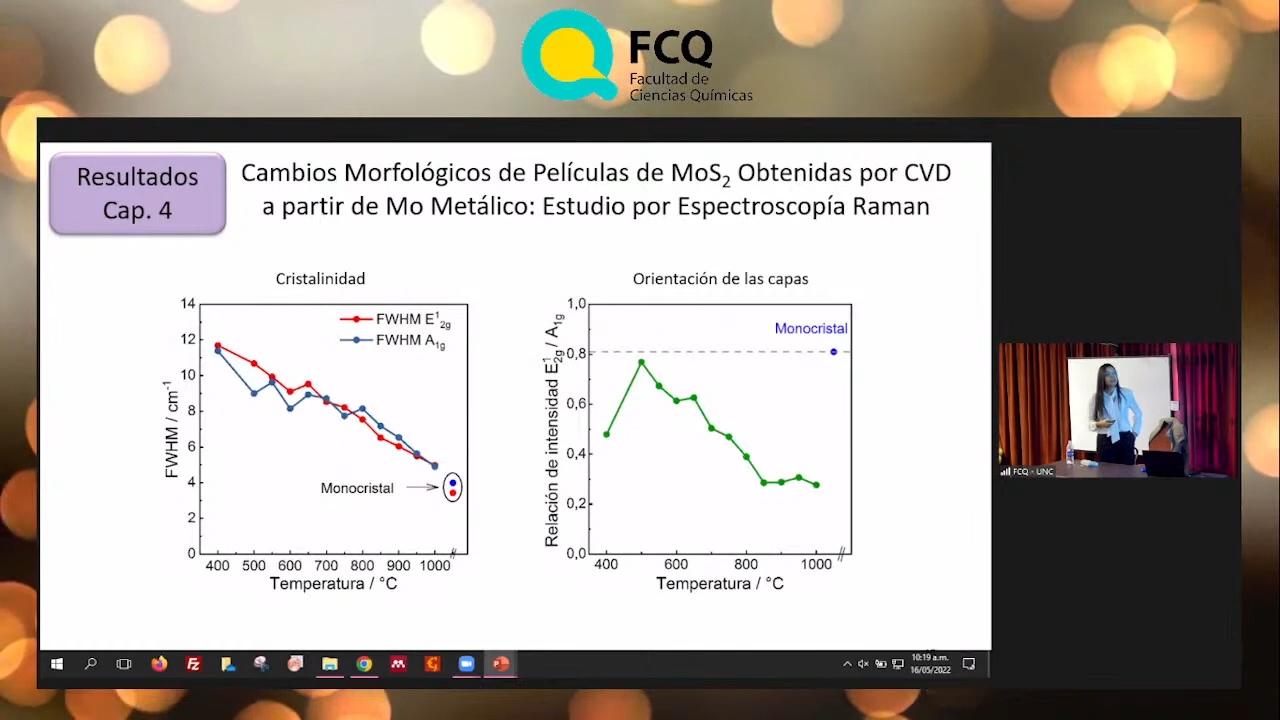 FCQ
Facultad de
Ciencias Químicas
Resultados
Cap. 4
Cambios Morfológicos de Películas de MoS₂ Obtenidas por CVD
a partir de Mo Metálico: Estudio por Espectroscopía Raman
Cristalinidad
14
12
10
8
6
4
2
0
FWHM / cm⁻¹
FWHM E¹₂g
FWHM A₁g
Monocristal
400 500 600 700 800 900 1000
Temperatura / °C
Orientación de las capas
1,0
0,8
0,6
0,4
0,2
0,0
Relación de intensidad E¹₂g / A₁g
Monocristal
400 600 800 1000
Temperatura / °C
FCQ - UNC
10:19 a.m.
16/05/2022